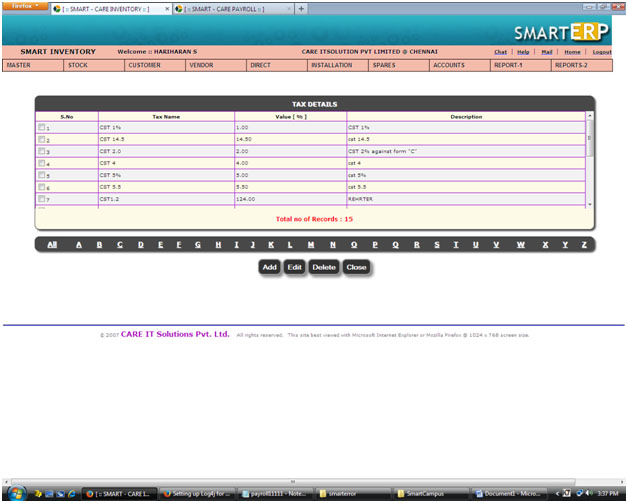 firefox
[ :: SMART - CARE INVENTORY :: ] × [ :: SMART - CARE PAYROLL :: ] × +
SMARTERP
SMART INVENTORY Welcome :: HARIHARAN S CARE ITSOLUTION PVT LIMITED @ CHENNAI Chat | Help | Mail | Home | Logout
MASTER STOCK CUSTOMER VENDOR DIRECT INSTALLATION SPARES ACCOUNTS REPORT-1 REPORTS-2
TAX DETAILS
S.No Tax Name Value [ % ] Description
1 CST 1% 1.00 CST 1%
2 CST 14.5 14.50 cst 14.5
3 CST 2.0 2.00 CST 2% against form "C"
4 CST 4 4.00 cst 4
5 CST 5% 5.00 cst 5%
6 CST 5.5 5.50 cst 5.5
7 CST1.2 124.00 REHRTER
Total no of Records : 15
All A B C D E F G H I J K L M N O P Q R S T U V W X Y Z
Add Edit Delete Close
© 2007 CARE IT Solutions Pvt. Ltd. All rights reserved. This site best viewed with Microsoft Internet Explorer or Mozilla Firefox @ 1024 x 768 screen size.
[ :: SMART - CARE I... Setting up Log4j for ... payroll11111 - Note... smarterror SmartCampus Document1 - Micro... 3:37 PM